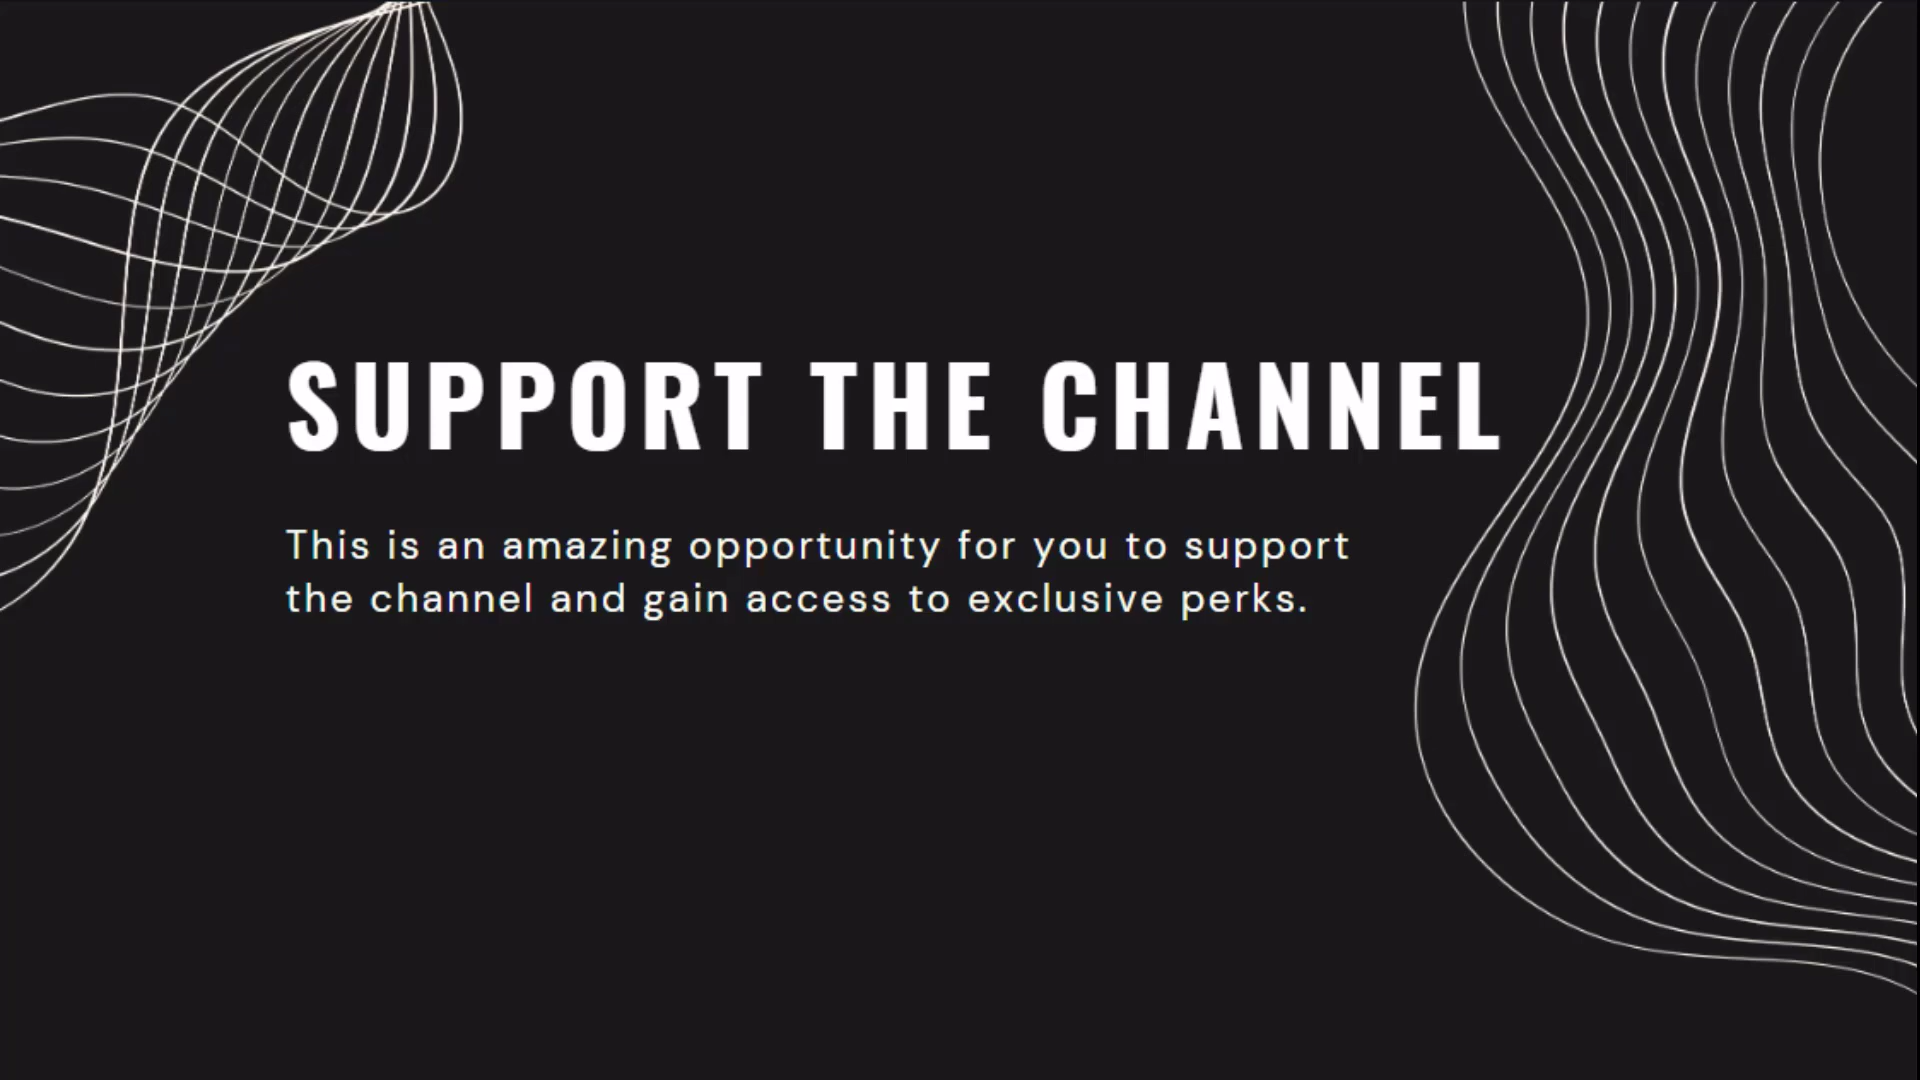 SUPPORT THE CHANNEL
This is an amazing opportunity for you to support
the channel and gain access to exclusive perks.